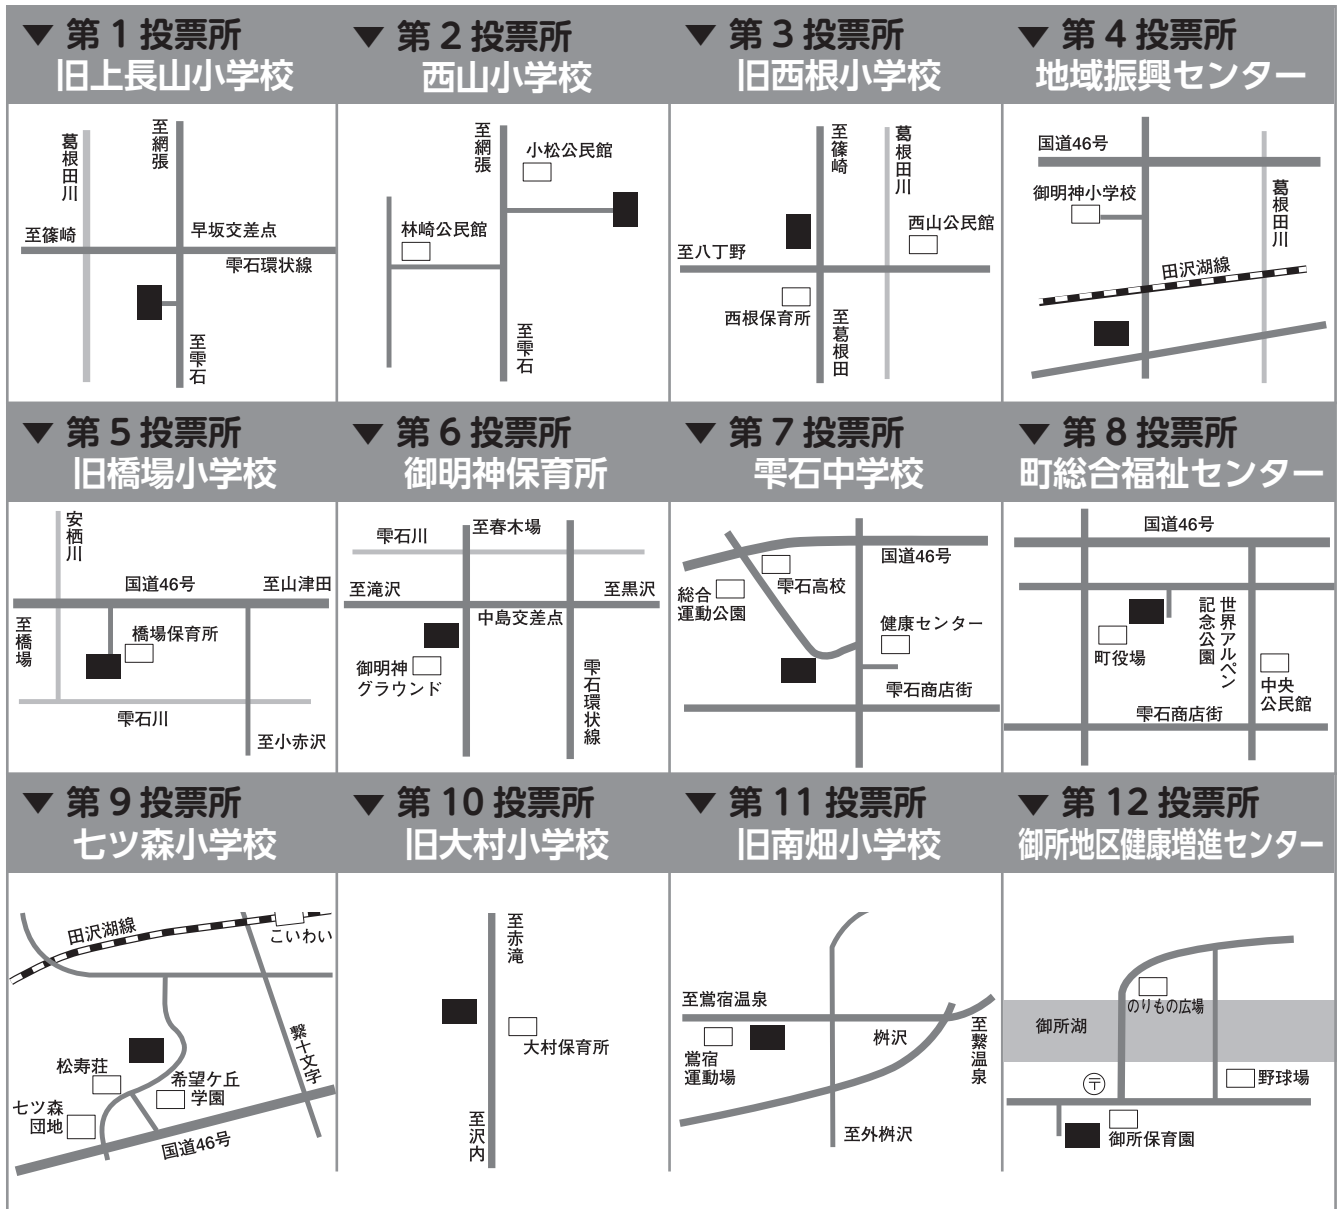 ▼ 第1投票所
旧上長山小学校
葛根田川
至網張
至篠崎
早坂交差点
雫石環状線
至雫石
▼ 第2投票所
西山小学校
至網張
小松公民館
林崎公民館
至雫石
▼ 第3投票所
旧西根小学校
至篠崎
葛根田川
西山公民館
至八丁野
西根保育所
至葛根田
▼ 第4投票所
地域振興センター
国道46号
御明神小学校
葛根田川
田沢湖線
▼ 第5投票所
旧橋場小学校
安栖川
国道46号
至山津田
至橋場
橋場保育所
雫石川
至小赤沢
▼ 第6投票所
御明神保育所
雫石川
至春木場
至滝沢
至黒沢
中島交差点
御明神
グラウンド
雫石環状線
▼ 第7投票所
雫石中学校
国道46号
総合
運動公園
雫石高校
健康センター
雫石商店街
▼ 第8投票所
町総合福祉センター
国道46号
世界アルペン
記念公園
町役場
中央
公民館
雫石商店街
▼ 第9投票所
七ツ森小学校
田沢湖線
こいわい
繋十文字
松寿荘
希望ケ丘
学園
七ツ森
団地
国道46号
▼ 第10投票所
旧大村小学校
至赤滝
大村保育所
至沢内
▼ 第11投票所
旧南畑小学校
至鶯宿温泉
桝沢
至繋温泉
鶯宿
運動場
至外桝沢
▼ 第12投票所
御所地区健康増進センター
のりもの広場
御所湖
〒
野球場
御所保育園